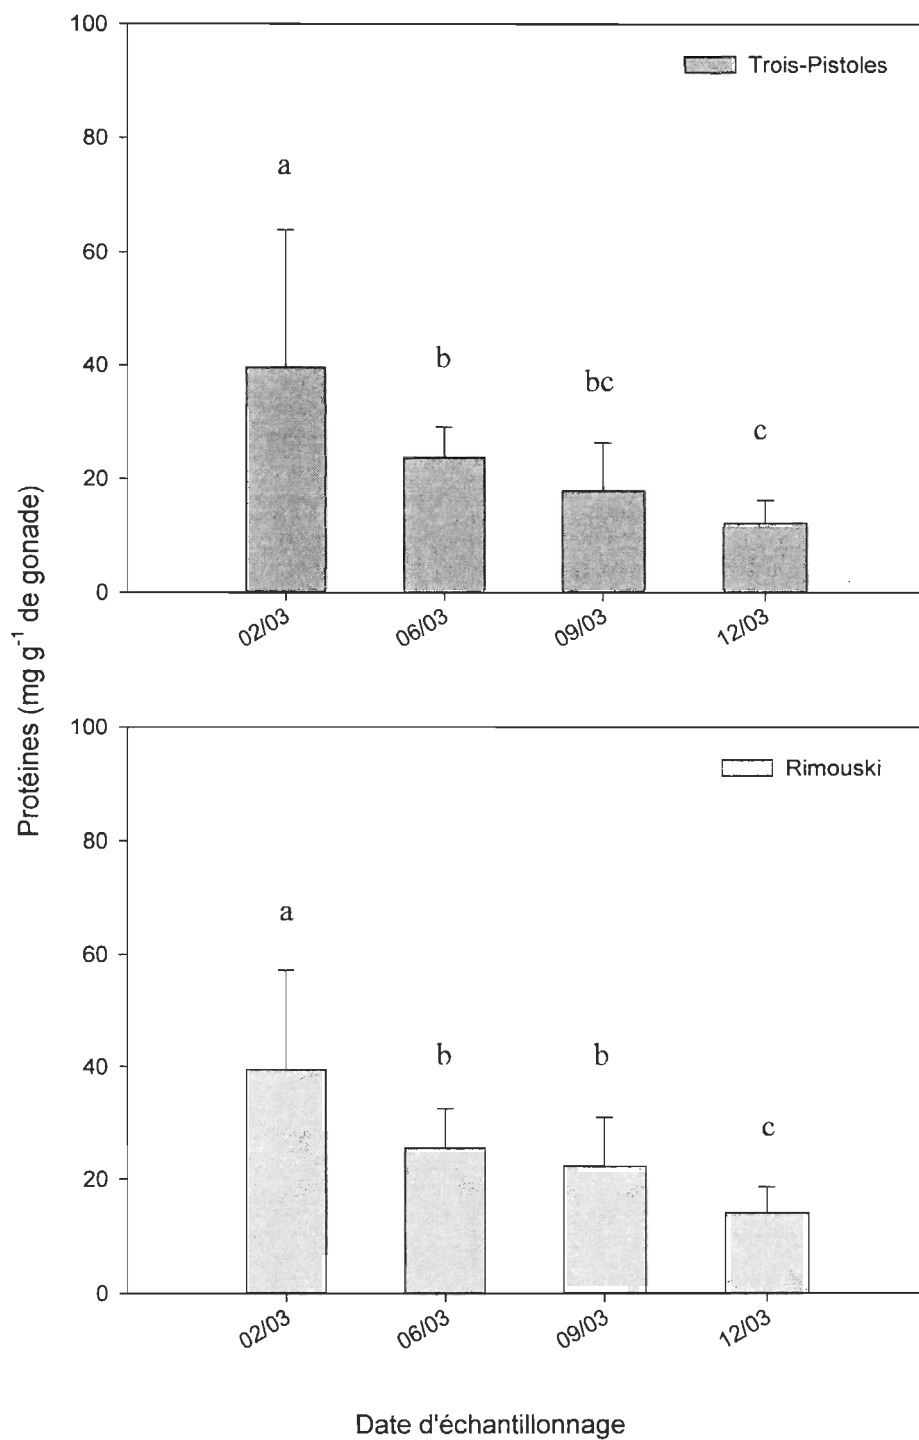 Protéines (mg g⁻¹ de gonade)
100
80
60
40
20
0
Trois-Pistoles
a
b
bc
c
02/03
06/03
09/03
12/03
100
80
60
40
20
0
Rimouski
a
b
b
c
02/03
06/03
09/03
12/03
Date d'échantillonnage